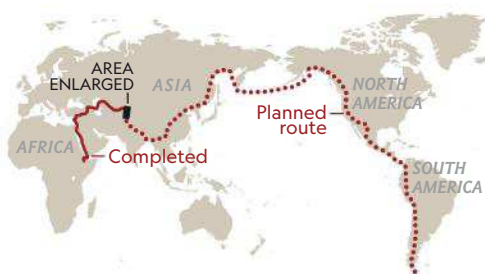 AREA
ENLARGED
ASIA
NORTH
AMERICA
Planned
route
AFRICA
Completed
SOUTH
AMERICA